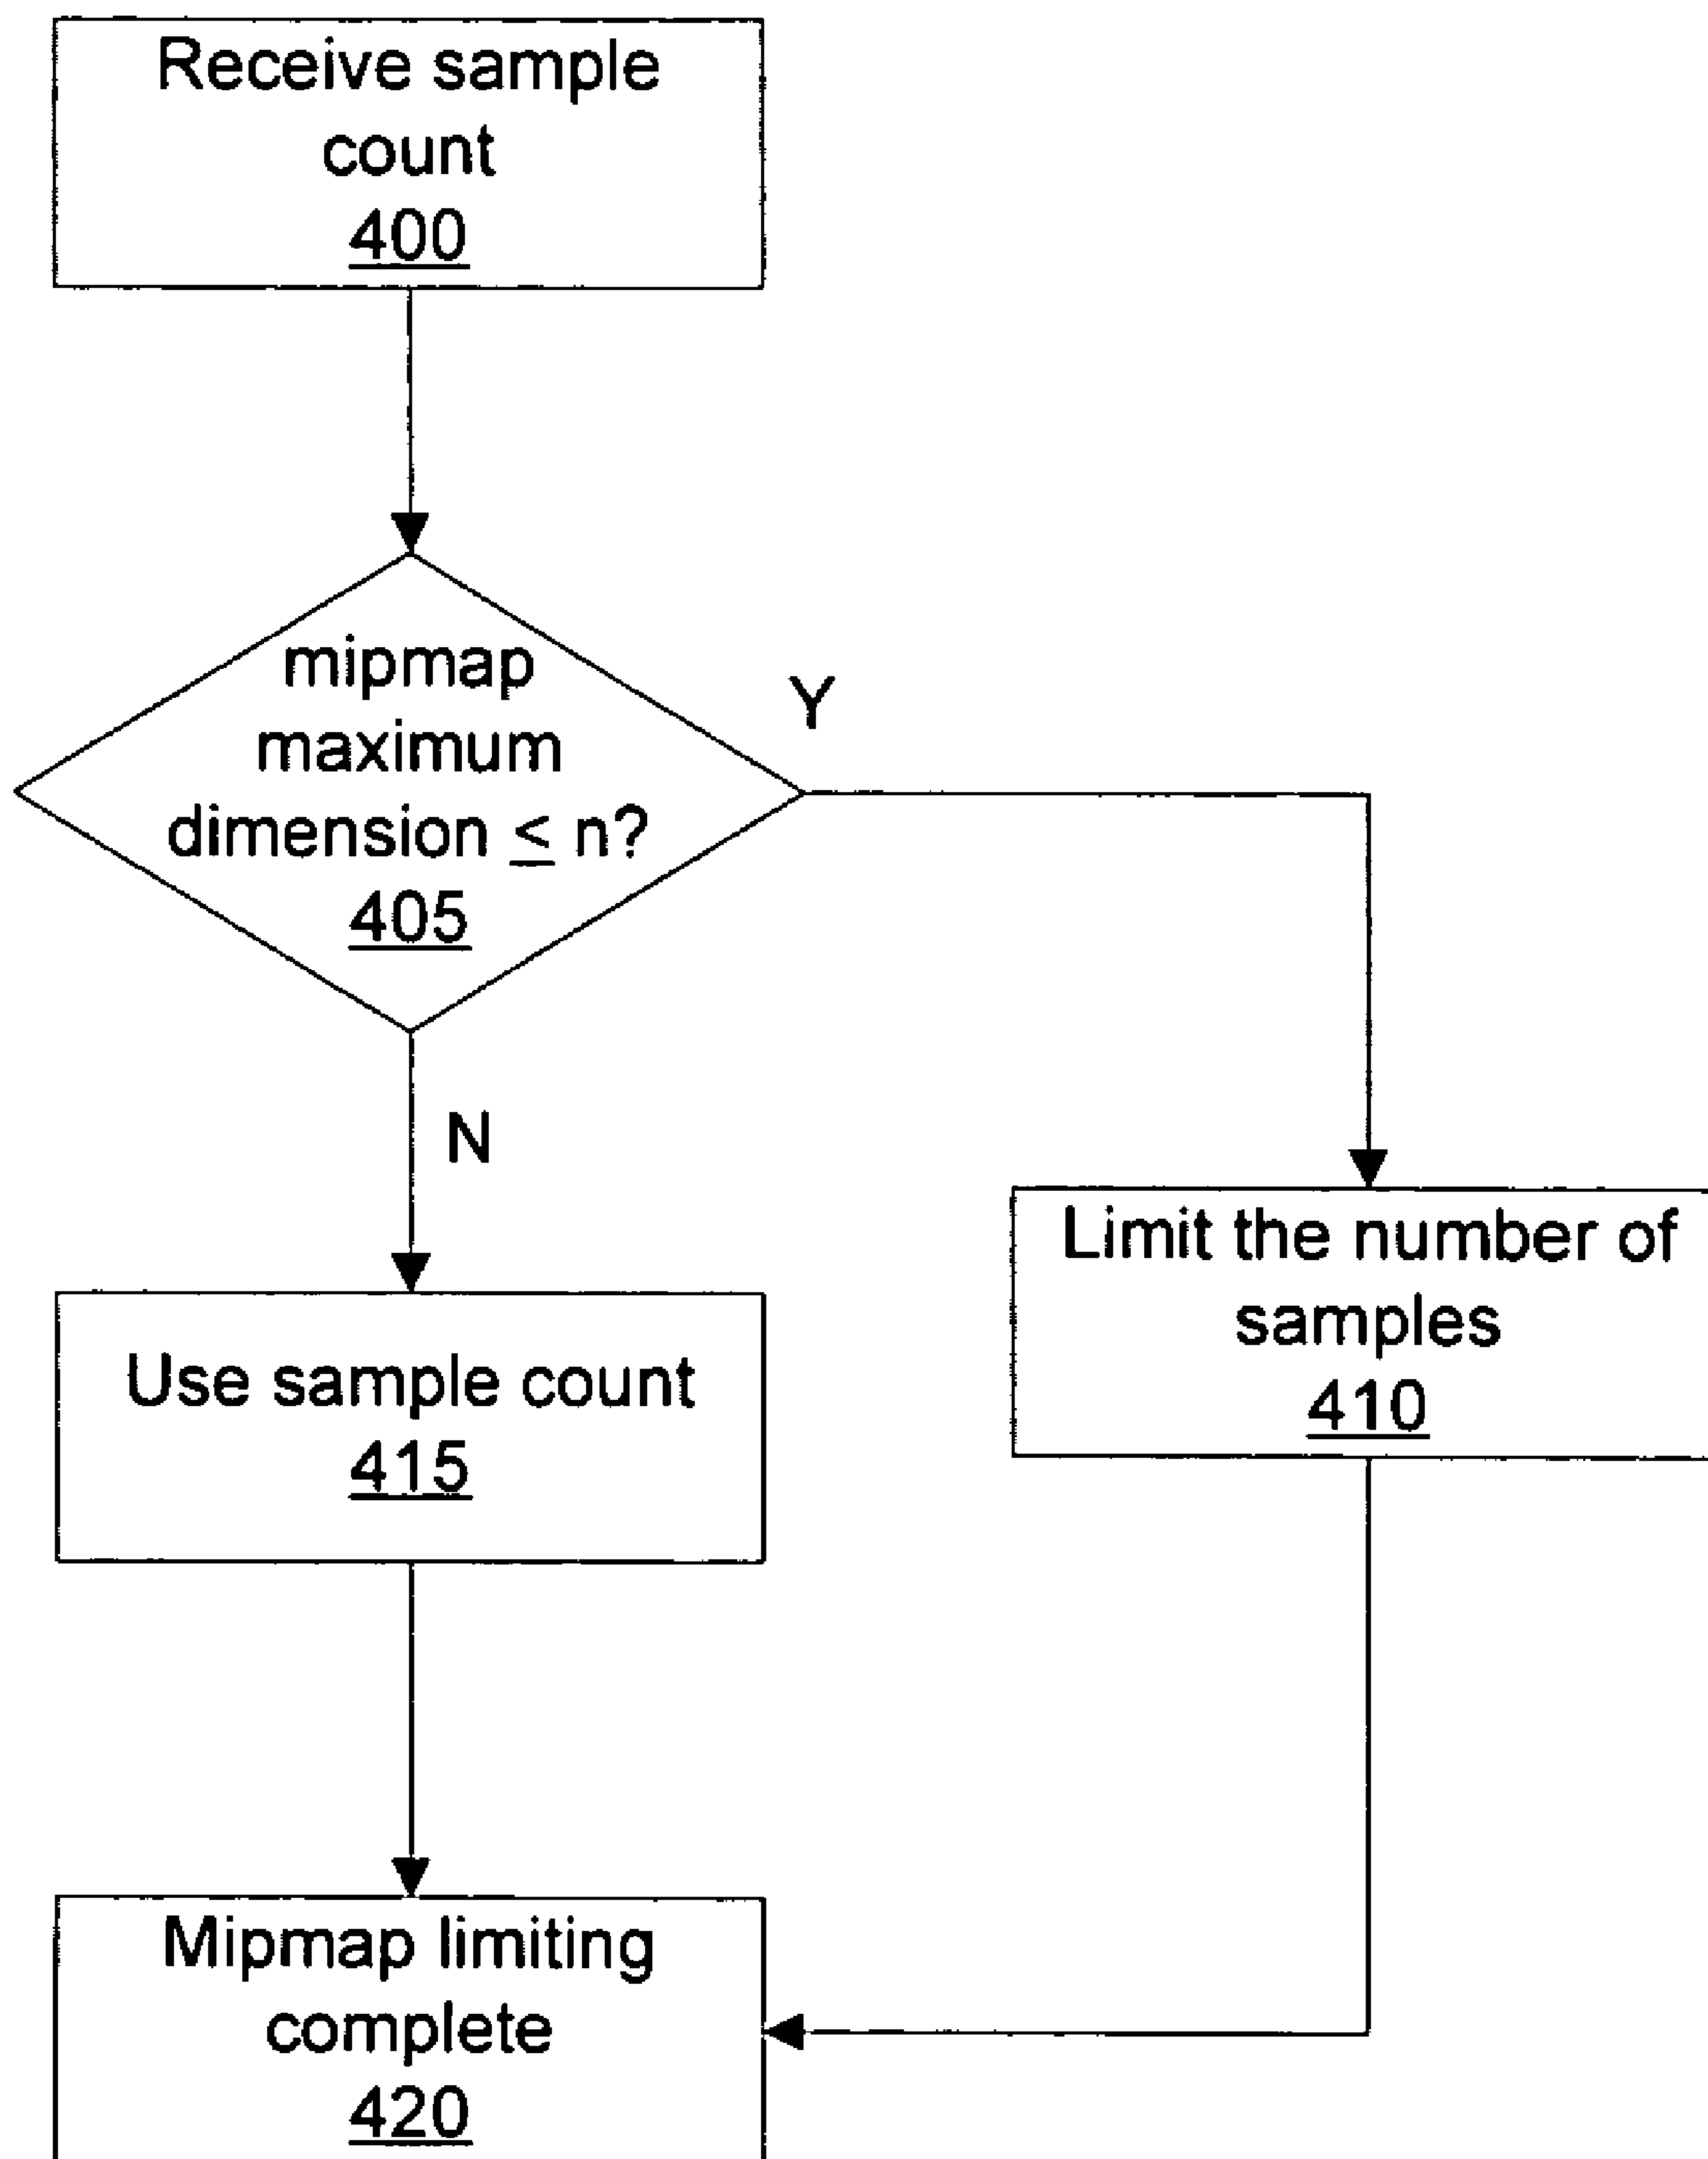 Receive sample
count
400
mipmap
maximum
dimension ≤ n?
405
Y
N
Limit the number of
samples
410
Use sample count
415
Mipmap limiting
complete
420